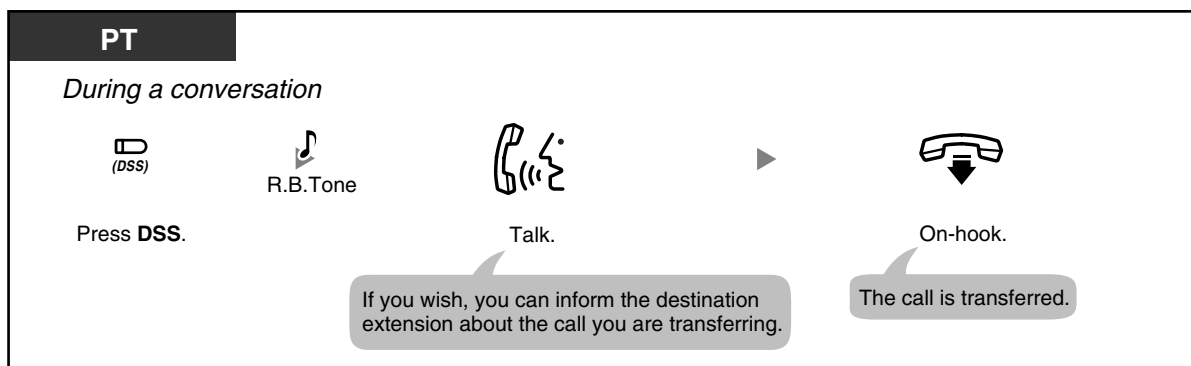 PT
During a conversation
(DSS)
R.B.Tone
Press DSS.
Talk.
On-hook.
If you wish, you can inform the destination
extension about the call you are transferring.
The call is transferred.